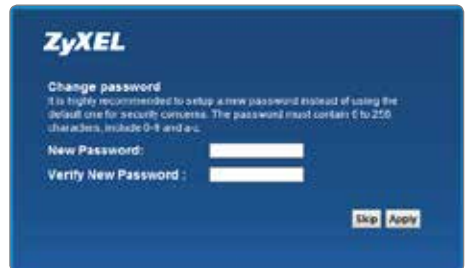 ZyXEL
Change password
It is highly recommended to setup a new password instead of using the
default one for security concerns. The password must contain 6 to 256
characters, include 0-9 and a-z.
New Password:
Verify New Password :
Skip Apply